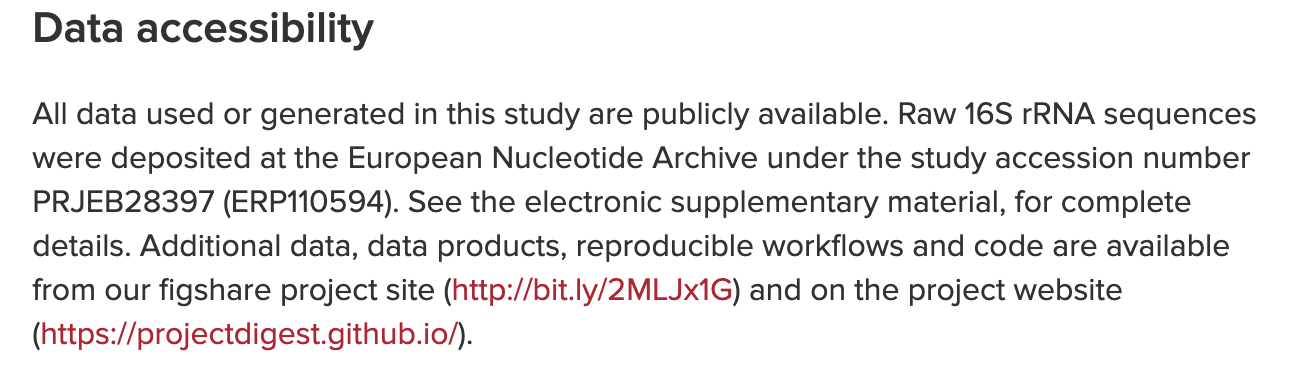 Data accessibility
All data used or generated in this study are publicly available. Raw 16S rRNA sequences
were deposited at the European Nucleotide Archive under the study accession number
PRJEB28397 (ERP110594). See the electronic supplementary material, for complete
details. Additional data, data products, reproducible workflows and code are available
from our figshare project site (http://bit.ly/2MLJx1G) and on the project website
(https://projectdigest.github.io/).